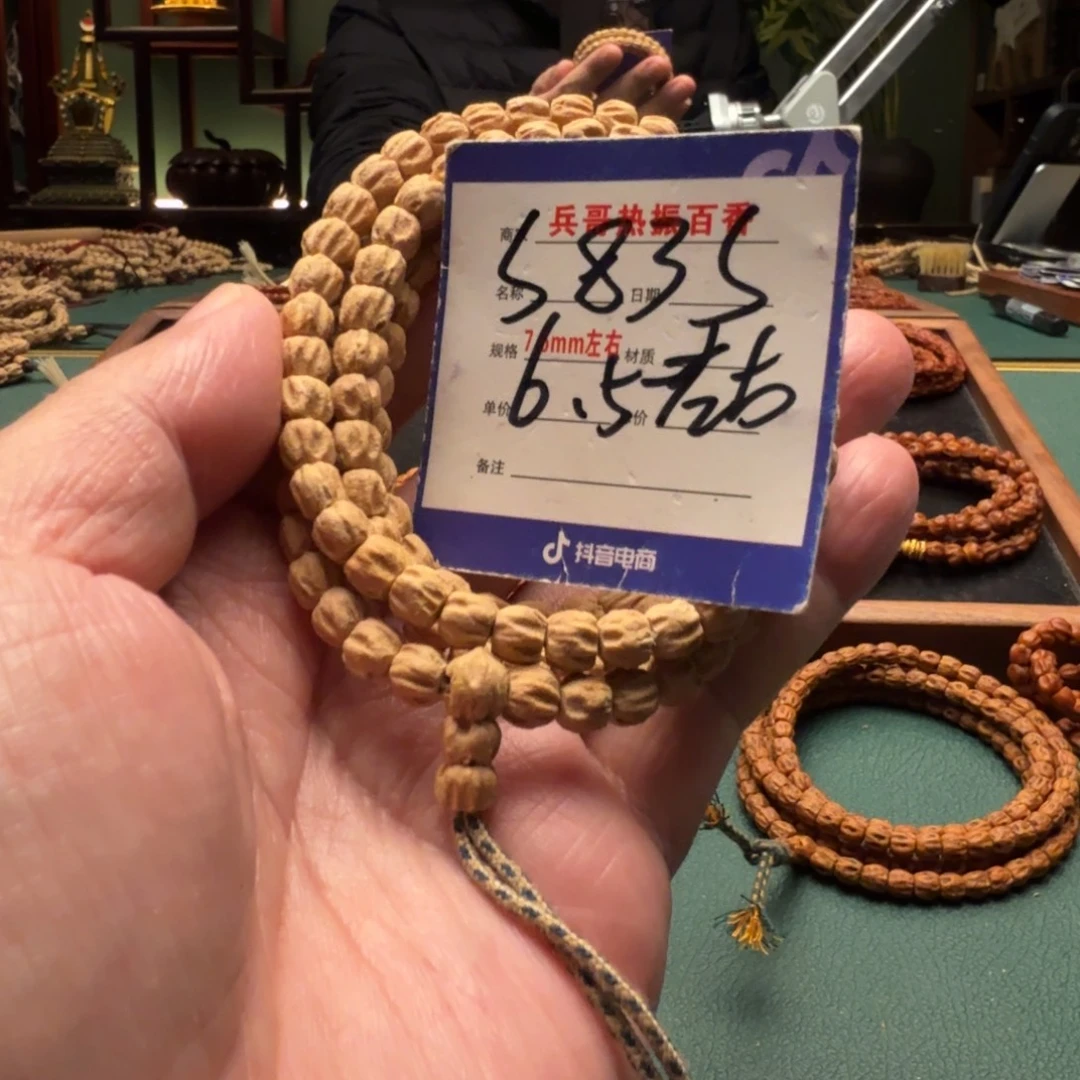 商家 兵哥热振百香
5835
名称 日期
规格 7.5mm左右 材质
6.5左右
单价 价
备注
抖音电商